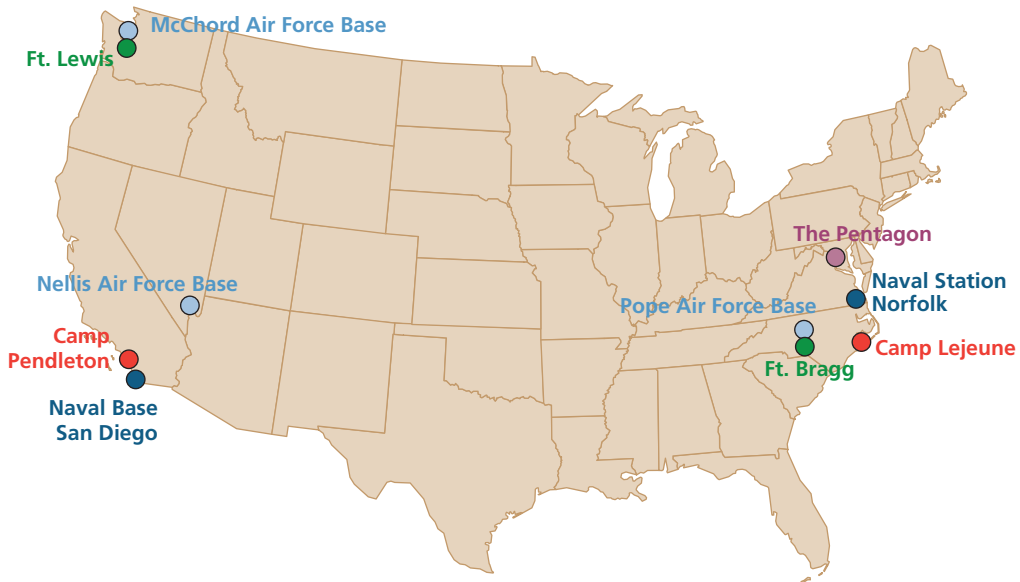 McChord Air Force Base
Ft. Lewis
The Pentagon
Nellis Air Force Base
Naval Station
Norfolk
Pope Air Force Base
Camp
Pendleton
Camp Lejeune
Ft. Bragg
Naval Base
San Diego